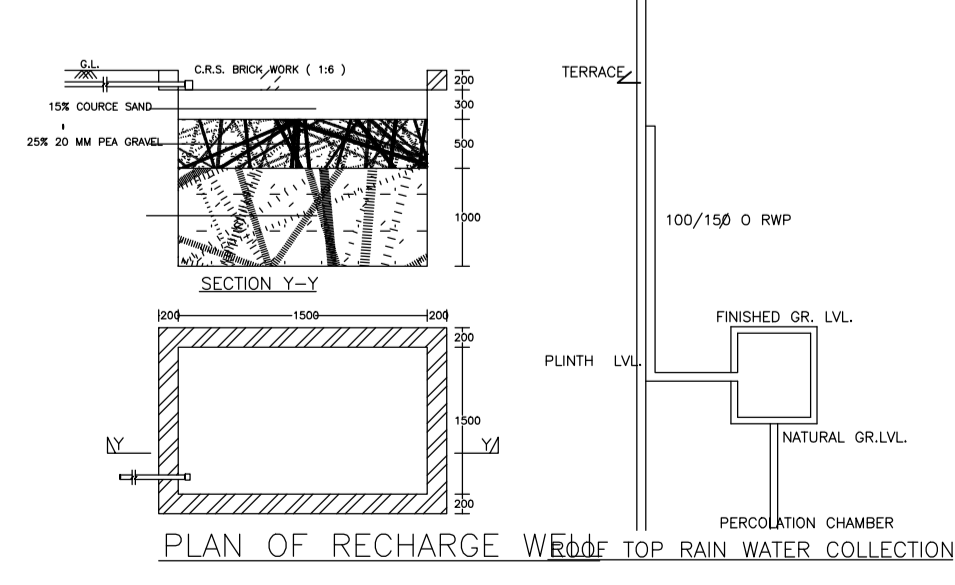 G.L.
C.R.S. BRICK WORK ( 1:6 )
200
15% COURCE SAND
300
25% 20 MM PEA GRAVEL
500
1000
SECTION Y-Y
200
1500
200
200
1500
Y
Y
200
PLAN OF RECHARGE WELL
TERRACE
100/150 O RWP
FINISHED GR. LVL.
PLINTH LVL.
NATURAL GR.LVL.
PERCOLATION CHAMBER
ROOF TOP RAIN WATER COLLECTION